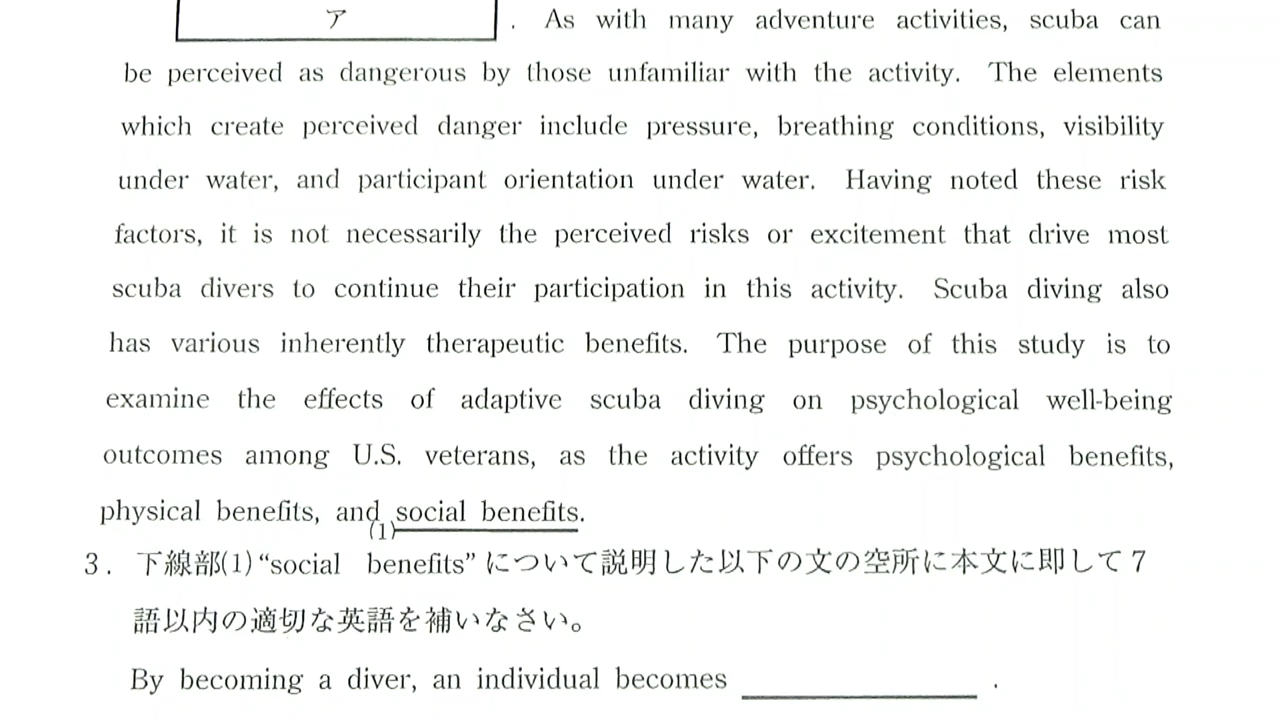 ア . As with many adventure activities, scuba can
be perceived as dangerous by those unfamiliar with the activity. The elements
which create perceived danger include pressure, breathing conditions, visibility
under water, and participant orientation under water. Having noted these risk
factors, it is not necessarily the perceived risks or excitement that drive most
scuba divers to continue their participation in this activity. Scuba diving also
has various inherently therapeutic benefits. The purpose of this study is to
examine the effects of adaptive scuba diving on psychological well-being
outcomes among U.S. veterans, as the activity offers psychological benefits,
physical benefits, and (1)social benefits.
3. 下線部(1)“social benefits”について説明した以下の文の空所に本文に即して7
語以内の適切な英語を補いなさい。
By becoming a diver, an individual becomes ＿＿＿＿ .